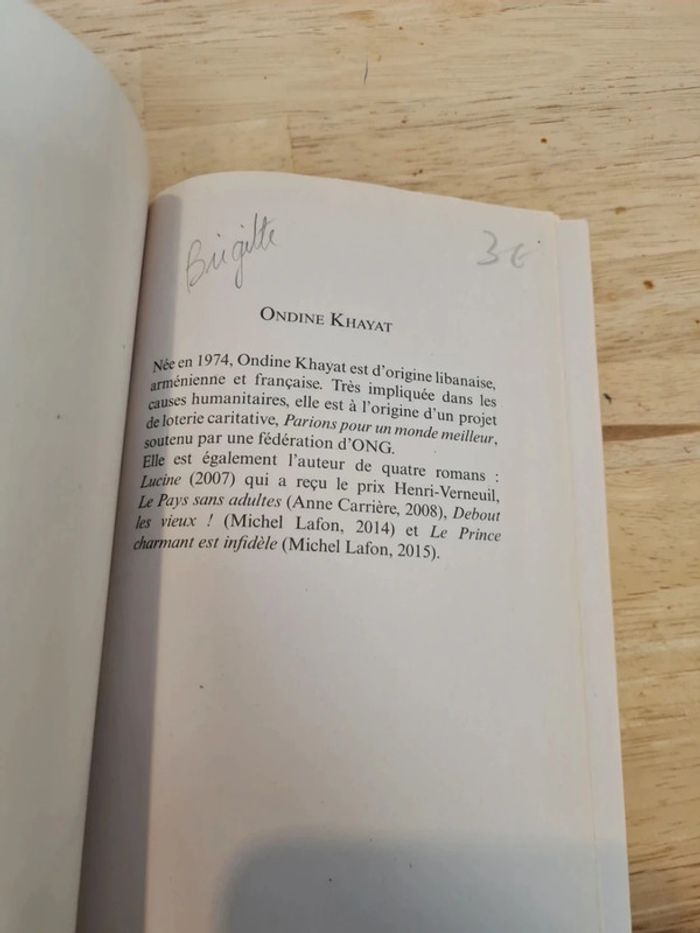 Brigitte
3€
ONDINE KHAYAT
Née en 1974, Ondine Khayat est d'origine libanaise,
arménienne et française. Très impliquée dans les
causes humanitaires, elle est à l'origine d'un projet
de loterie caritative, Parions pour un monde meilleur,
soutenu par une fédération d'ONG.
Elle est également l'auteur de quatre romans :
Lucine (2007) qui a reçu le prix Henri-Verneuil,
Le Pays sans adultes (Anne Carrière, 2008), Debout
les vieux ! (Michel Lafon, 2014) et Le Prince
charmant est infidèle (Michel Lafon, 2015).